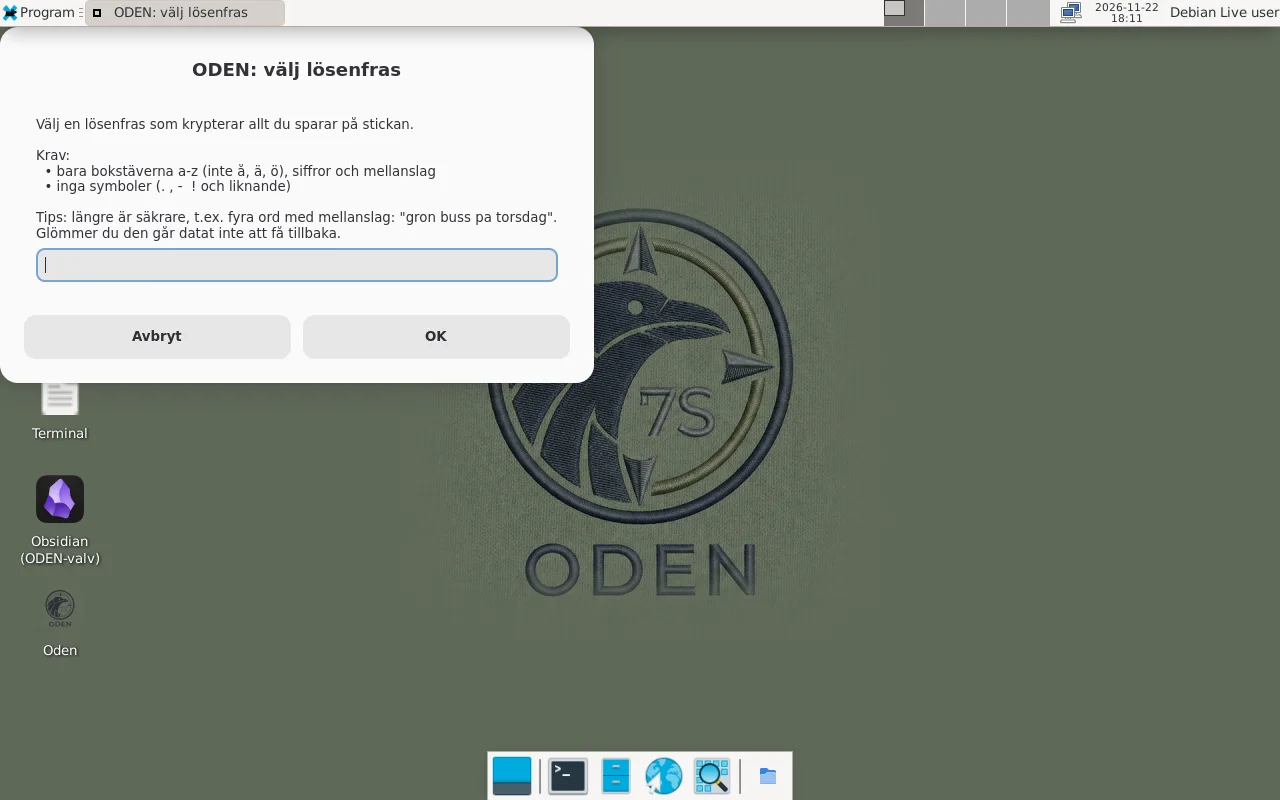 Program
ODEN: välj lösenfras
2026-11-22
18:11
Debian Live user
ODEN: välj lösenfras
Välj en lösenfras som krypterar allt du sparar på stickan.
Krav:
• bara bokstäverna a-z (inte å, ä, ö), siffror och mellanslag
• inga symboler (. , -  ! och liknande)
Tips: längre är säkrare, t.ex. fyra ord med mellanslag: "gron buss pa torsdag".
Glömmer du den går datat inte att få tillbaka.
Avbryt
OK
7S
ODEN
Terminal
Obsidian
(ODEN-valv)
ODEN
Oden
>_